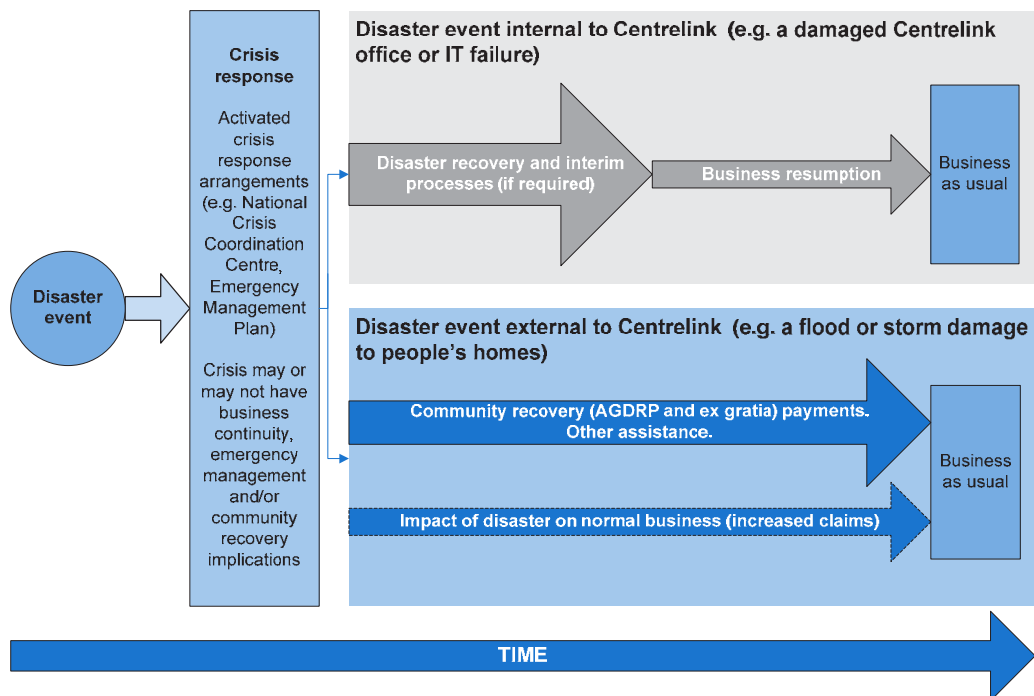 Disaster
event
Crisis
response
Activated
crisis
response
arrangements
(e.g. National
Crisis
Coordination
Centre,
Emergency
Management
Plan)
Crisis may or
may not have
business
continuity,
emergency
management
and/or
community
recovery
implications
Disaster event internal to Centrelink (e.g. a damaged Centrelink
office or IT failure)
Disaster recovery and interim
processes (if required)
Business resumption
Business
as usual
Disaster event external to Centrelink (e.g. a flood or storm damage
to people’s homes)
Community recovery (AGDRP and ex gratia) payments.
Other assistance.
Impact of disaster on normal business (increased claims)
Business
as usual
TIME